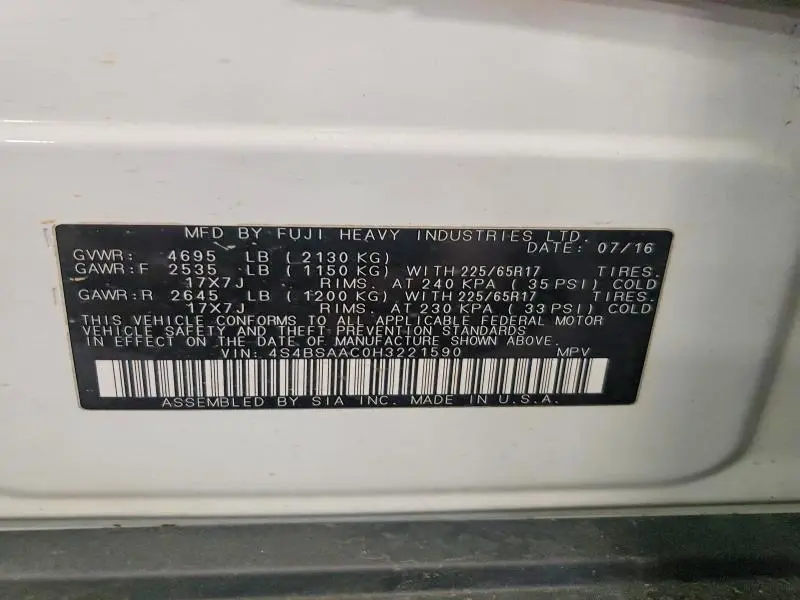 MFD BY FUJI HEAVY INDUSTRIES LTD.
DATE: 07/16
GVWR: 4695 LB ( 2130 KG)
GAWR:F 2535 LB ( 1150 KG) WITH 225/65R17 TIRES.
17X7J RIMS. AT 240 KPA ( 35 PSI) COLD
GAWR:R 2645 LB ( 1200 KG) WITH 225/65R17 TIRES.
17X7J RIMS. AT 230 KPA ( 33 PSI) COLD
THIS VEHICLE CONFORMS TO ALL APPLICABLE FEDERAL MOTOR
VEHICLE SAFETY AND THEFT PREVENTION STANDARDS
IN EFFECT ON THE DATE OF MANUFACTURE SHOWN ABOVE.
VIN: 4S4BSAAC0H3221590 MPV
ASSEMBLED BY SIA INC. MADE IN U.S.A.